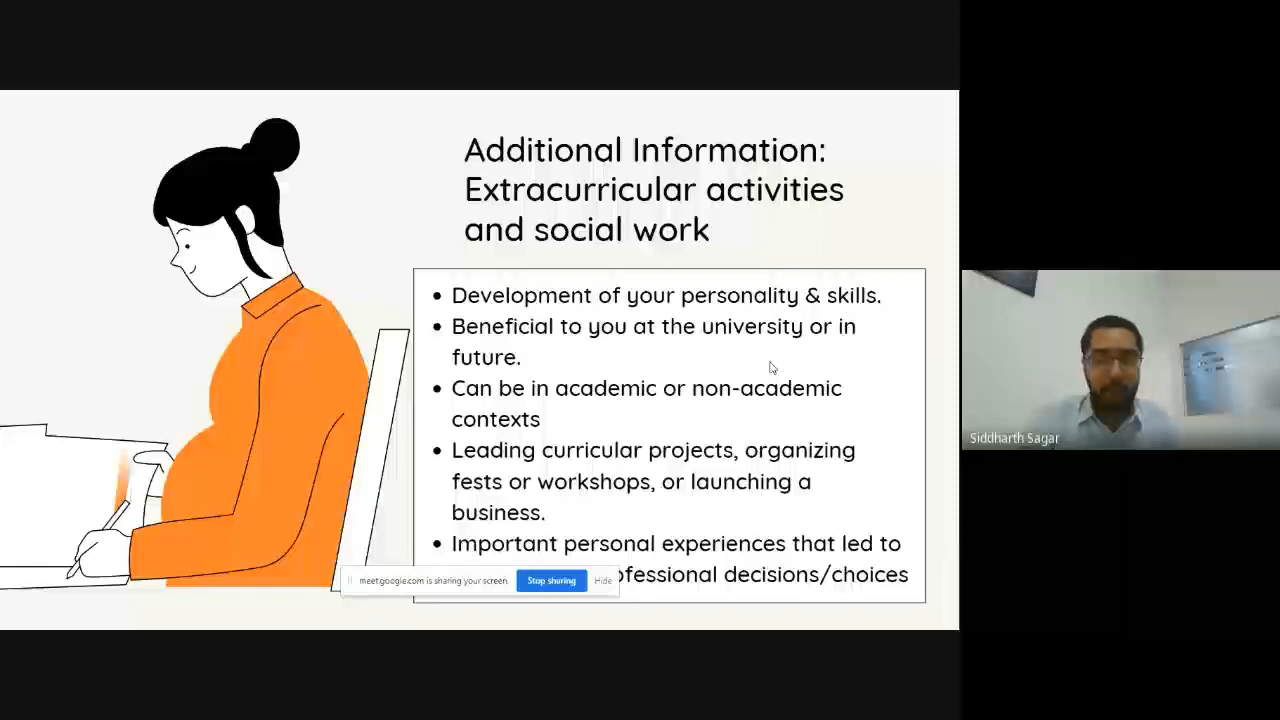 Additional Information:
Extracurricular activities
and social work
• Development of your personality & skills.
• Beneficial to you at the university or in
future.
• Can be in academic or non-academic
contexts
• Leading curricular projects, organizing
fests or workshops, or launching a
business.
• Important personal experiences that led to
ofessional decisions/choices
meet.google.com is sharing your screen.
Stop sharing
Hide
Siddharth Sagar